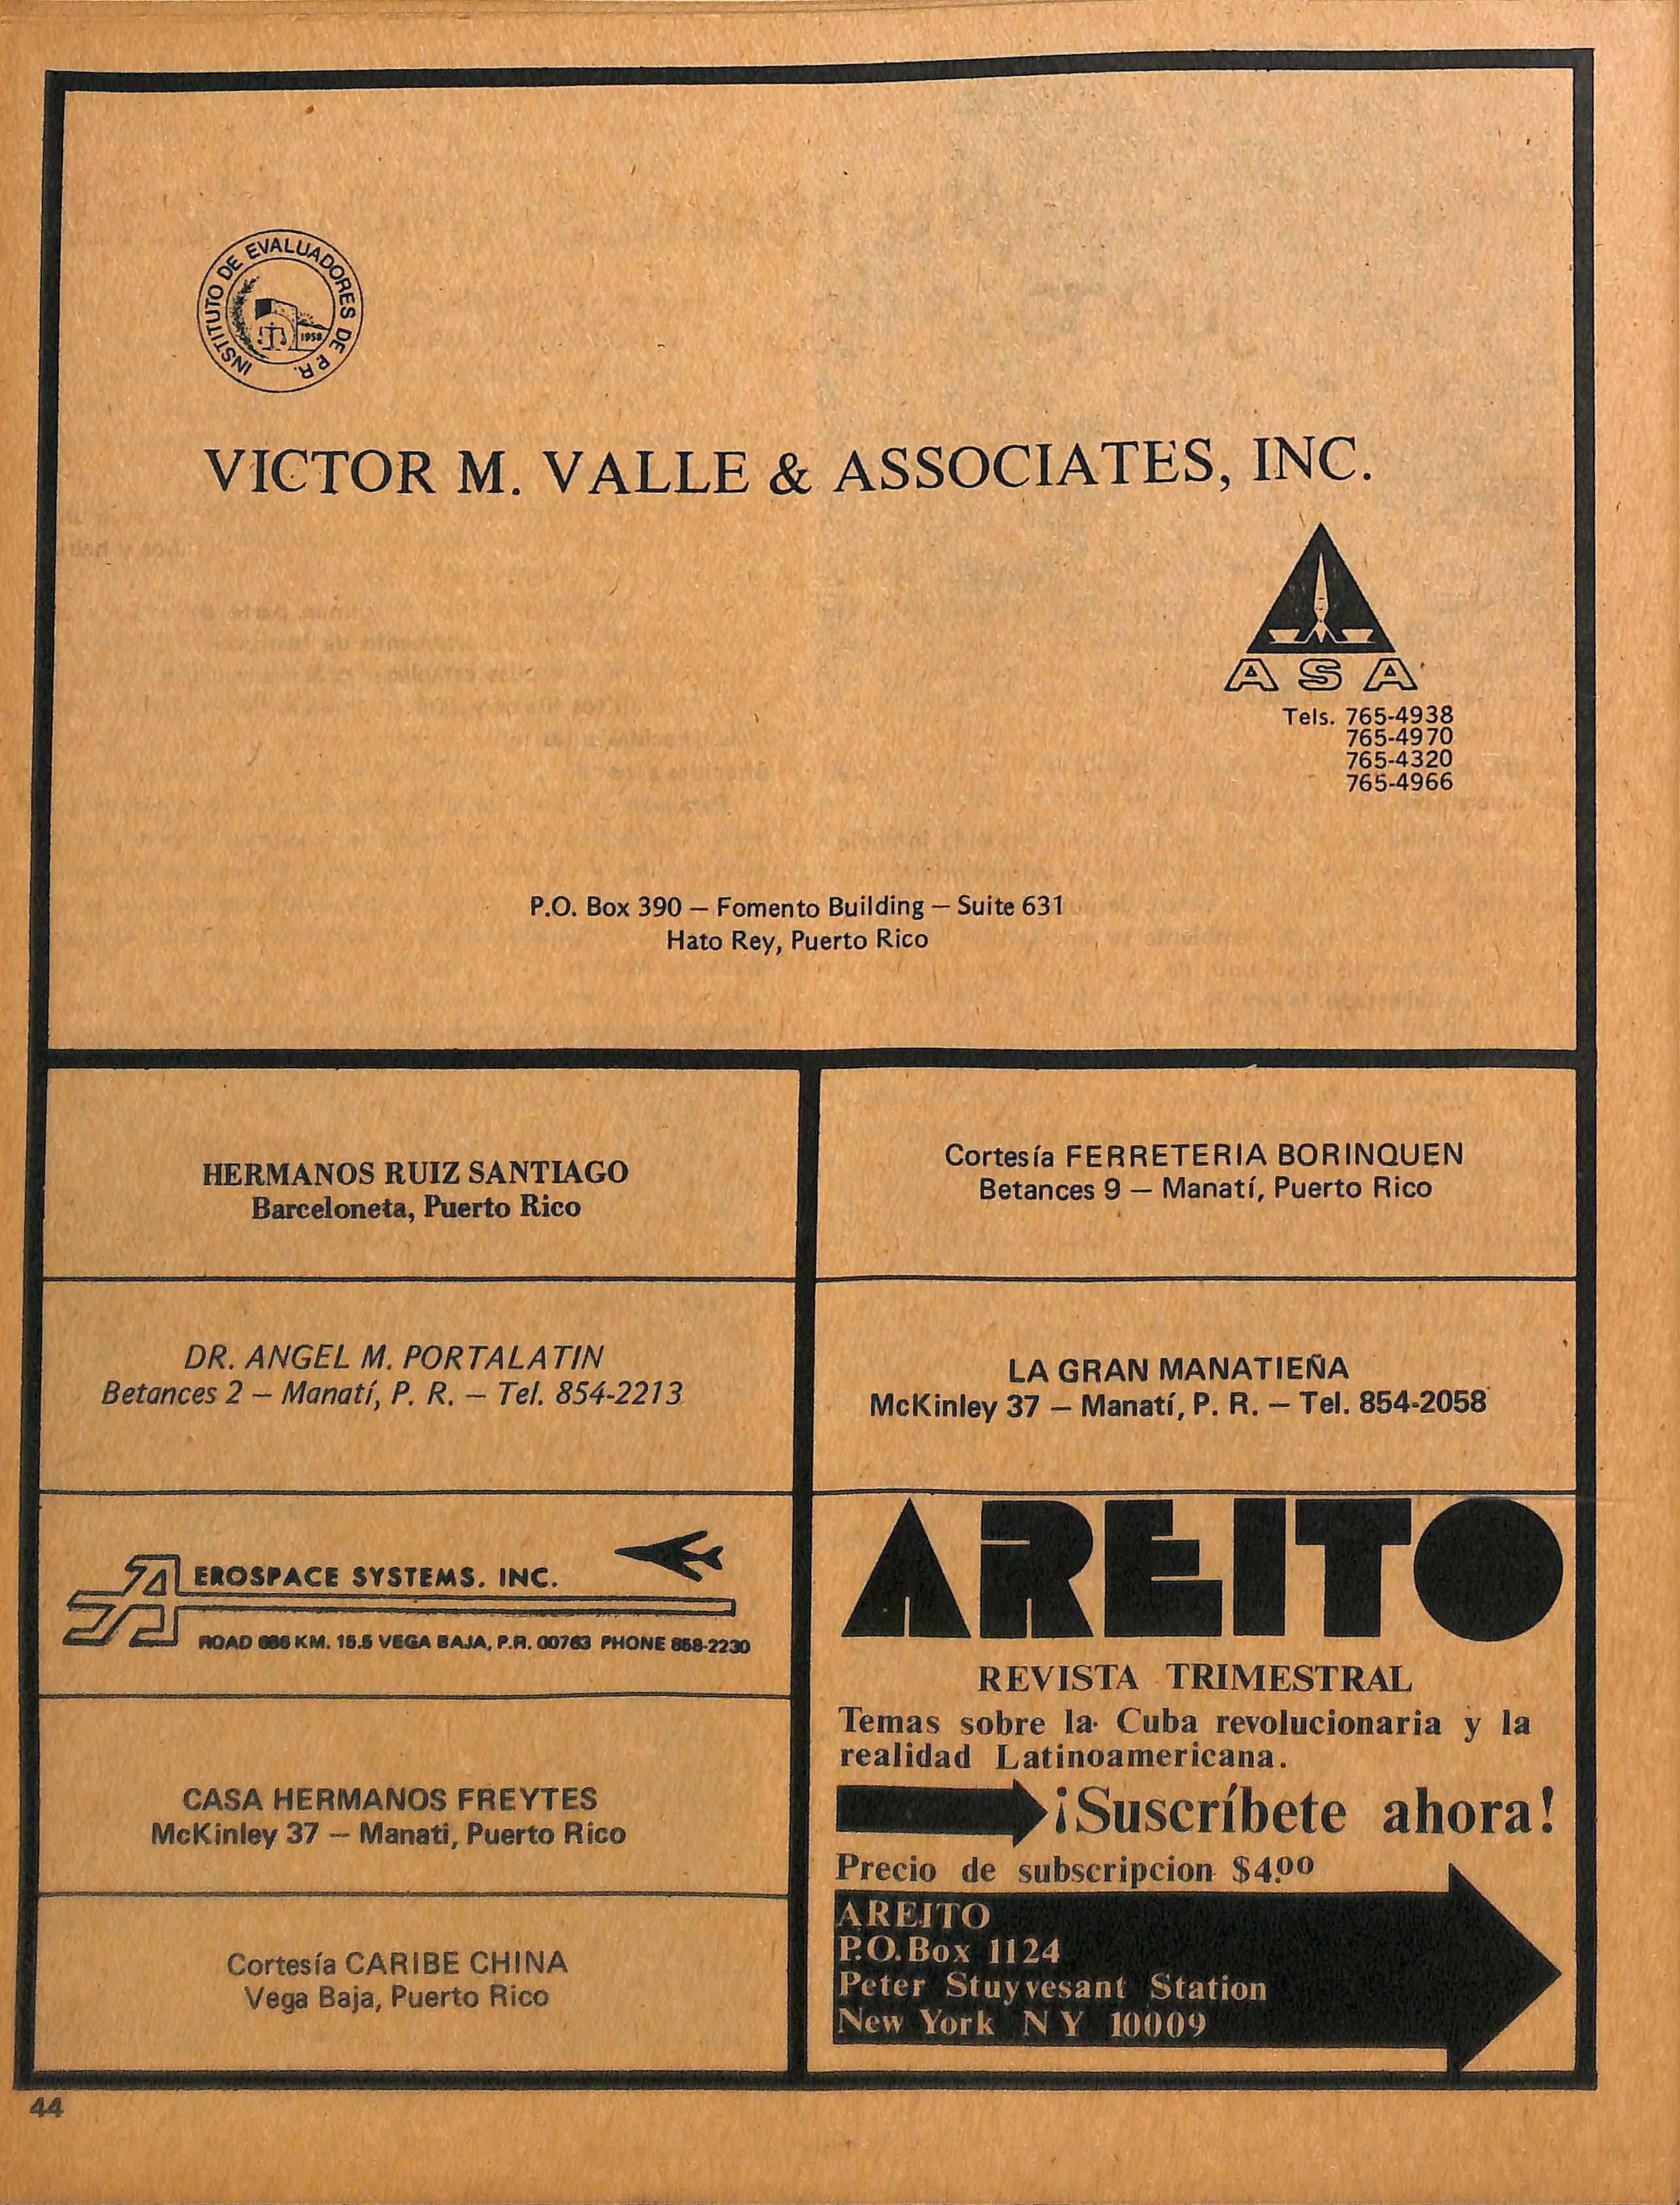 INSTITUTO DE EVALUADORES DE P.R.
1958
VICTOR M. VALLE & ASSOCIATES, INC.
ASA
Tels. 765-4938
765-4970
765-4320
765-4966
P.O. Box 390 — Fomento Building — Suite 631
Hato Rey, Puerto Rico
HERMANOS RUIZ SANTIAGO
Barceloneta, Puerto Rico
DR. ANGEL M. PORTALATIN
Betances 2 — Manatí, P. R. — Tel. 854-2213
AEROSPACE SYSTEMS. INC.
ROAD KM. 15.5 VEGA BAJA, P.R. 00763 PHONE 858-2230
CASA HERMANOS FREYTES
McKinley 37 — Manati, Puerto Rico
Cortesía CARIBE CHINA
Vega Baja, Puerto Rico
Cortesía FERRETERIA BORINQUEN
Betances 9 — Manatí, Puerto Rico
LA GRAN MANATIEÑA
McKinley 37 — Manatí, P. R. — Tel. 854-2058
AREITO
REVISTA TRIMESTRAL
Temas sobre la Cuba revolucionaria y la
realidad Latinoamericana.
¡Suscríbete ahora!
Precio de subscripcion $4.00
AREITO
P.O. Box 1124
Peter Stuyvesant Station
New York N Y 10009
44